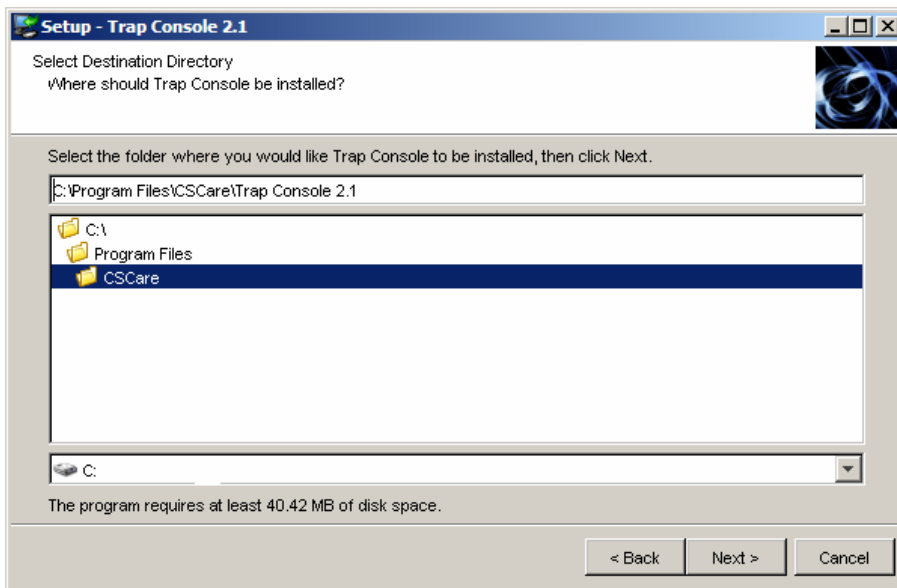 Setup - Trap Console 2.1
Select Destination Directory
Where should Trap Console be installed?
Select the folder where you would like Trap Console to be installed, then click Next.
C:\Program Files\CSCare\Trap Console 2.1
C:\
Program Files
CSCare
C:
The program requires at least 40.42 MB of disk space.
< Back Next > Cancel